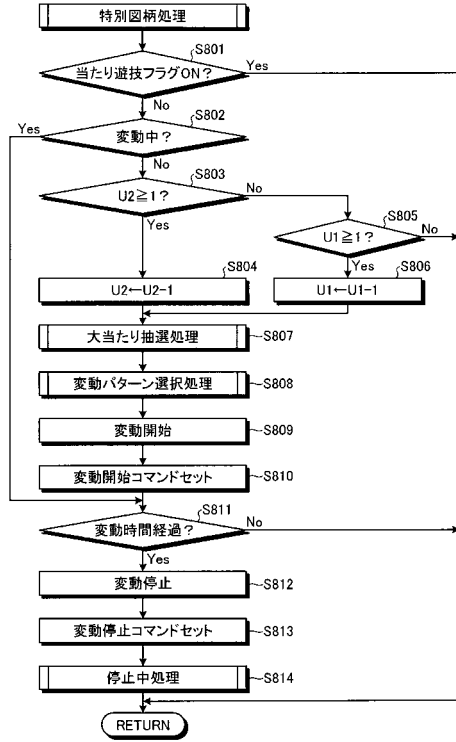 特別図柄処理
S801
当たり遊技フラグON？
Yes
No
S802
Yes
変動中？
No
S803
U2≧1？
No
Yes
S805
U1≧1？
No
Yes
S804
U2←U2-1
S806
U1←U1-1
大当たり抽選処理
S807
変動パターン選択処理
S808
変動開始
S809
変動開始コマンドセット
S810
S811
変動時間経過？
No
Yes
変動停止
S812
変動停止コマンドセット
S813
停止中処理
S814
RETURN